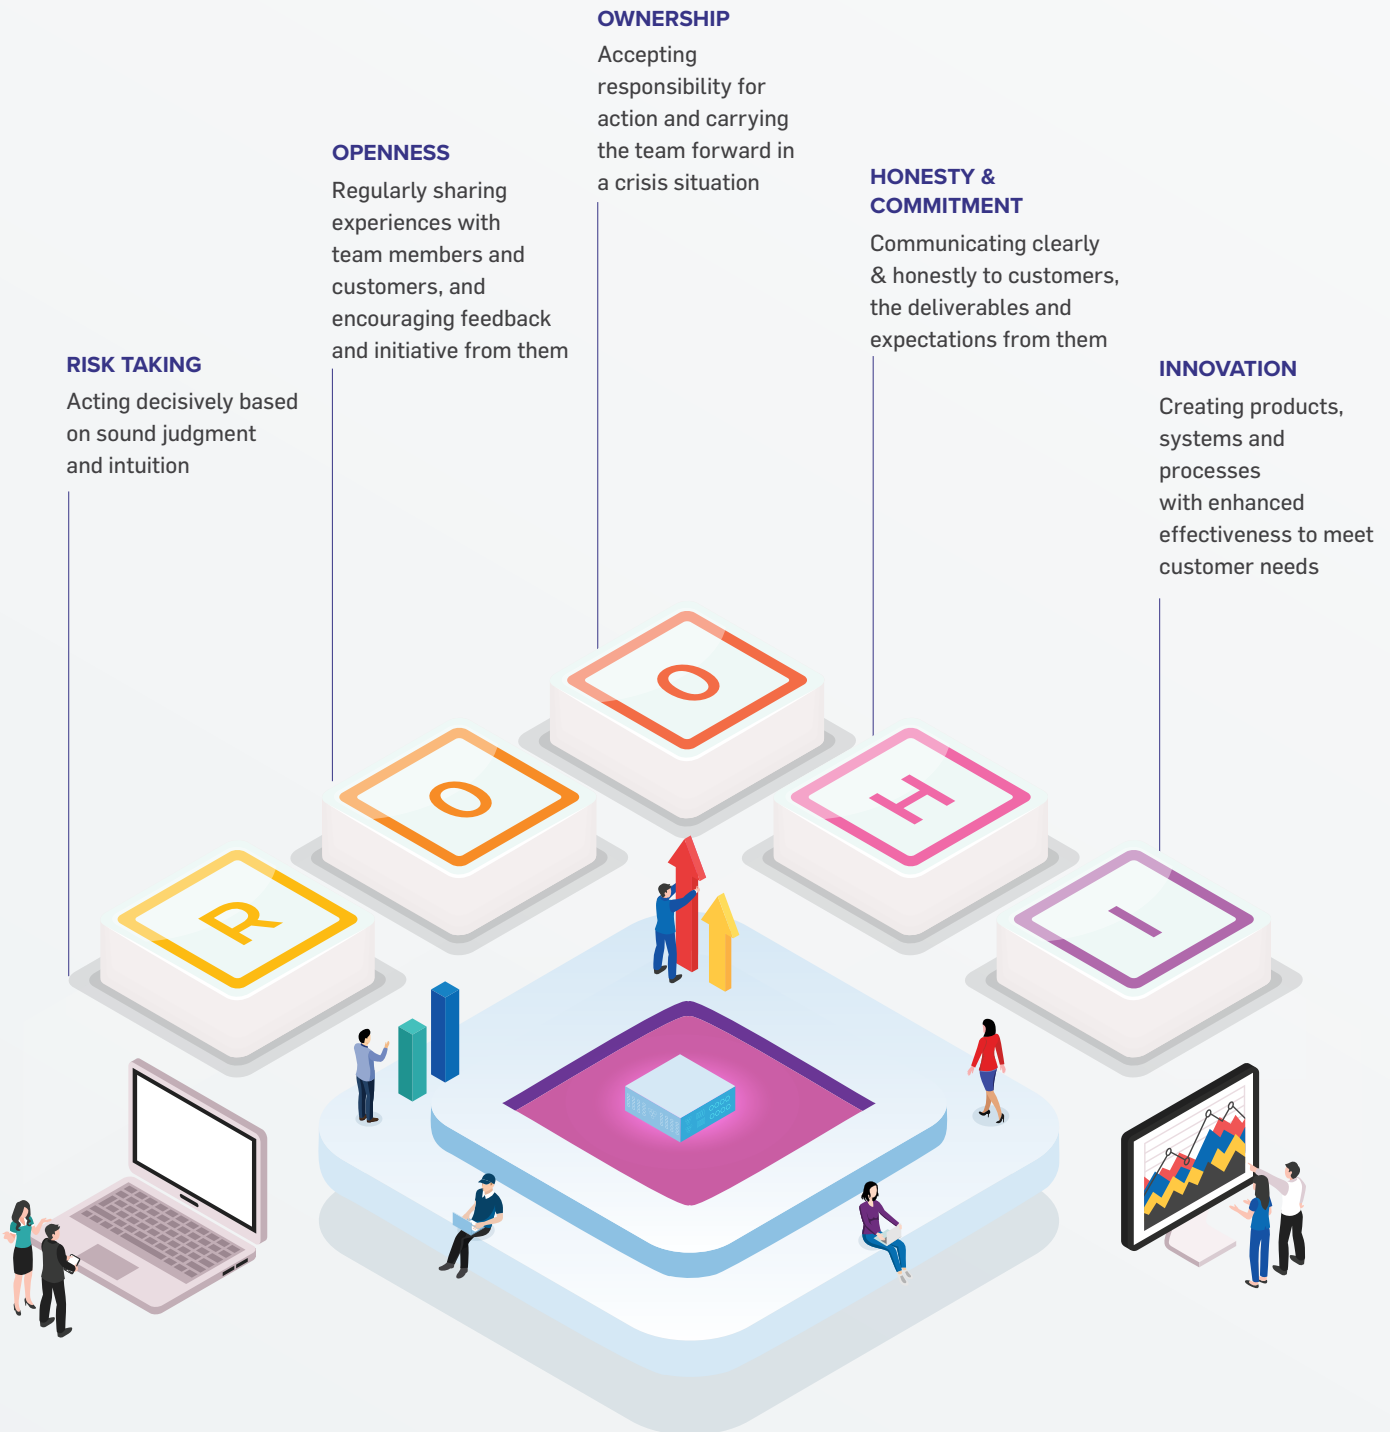 OWNERSHIP
Accepting
responsibility for
action and carrying
the team forward in
a crisis situation
OPENNESS
Regularly sharing
experiences with
team members and
customers, and
encouraging feedback
and initiative from them
HONESTY &
COMMITMENT
Communicating clearly
& honestly to customers,
the deliverables and
expectations from them
RISK TAKING
Acting decisively based
on sound judgment
and intuition
INNOVATION
Creating products,
systems and
processes
with enhanced
effectiveness to meet
customer needs
R
O
O
H
I